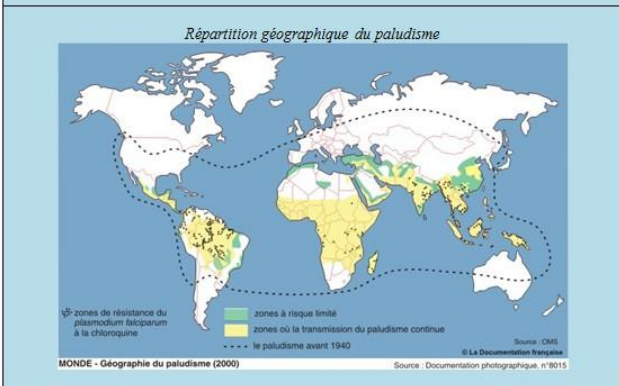 Répartition géographique du paludisme
zones de résistance du
plasmodium falciparum
à la chloroquine
zones à risque limité
zones où la transmission du paludisme continue
le paludisme avant 1940
Source : OMS
© La Documentation française
MONDE - Géographie du paludisme (2000)
Source : Documentation photographique, n°8015